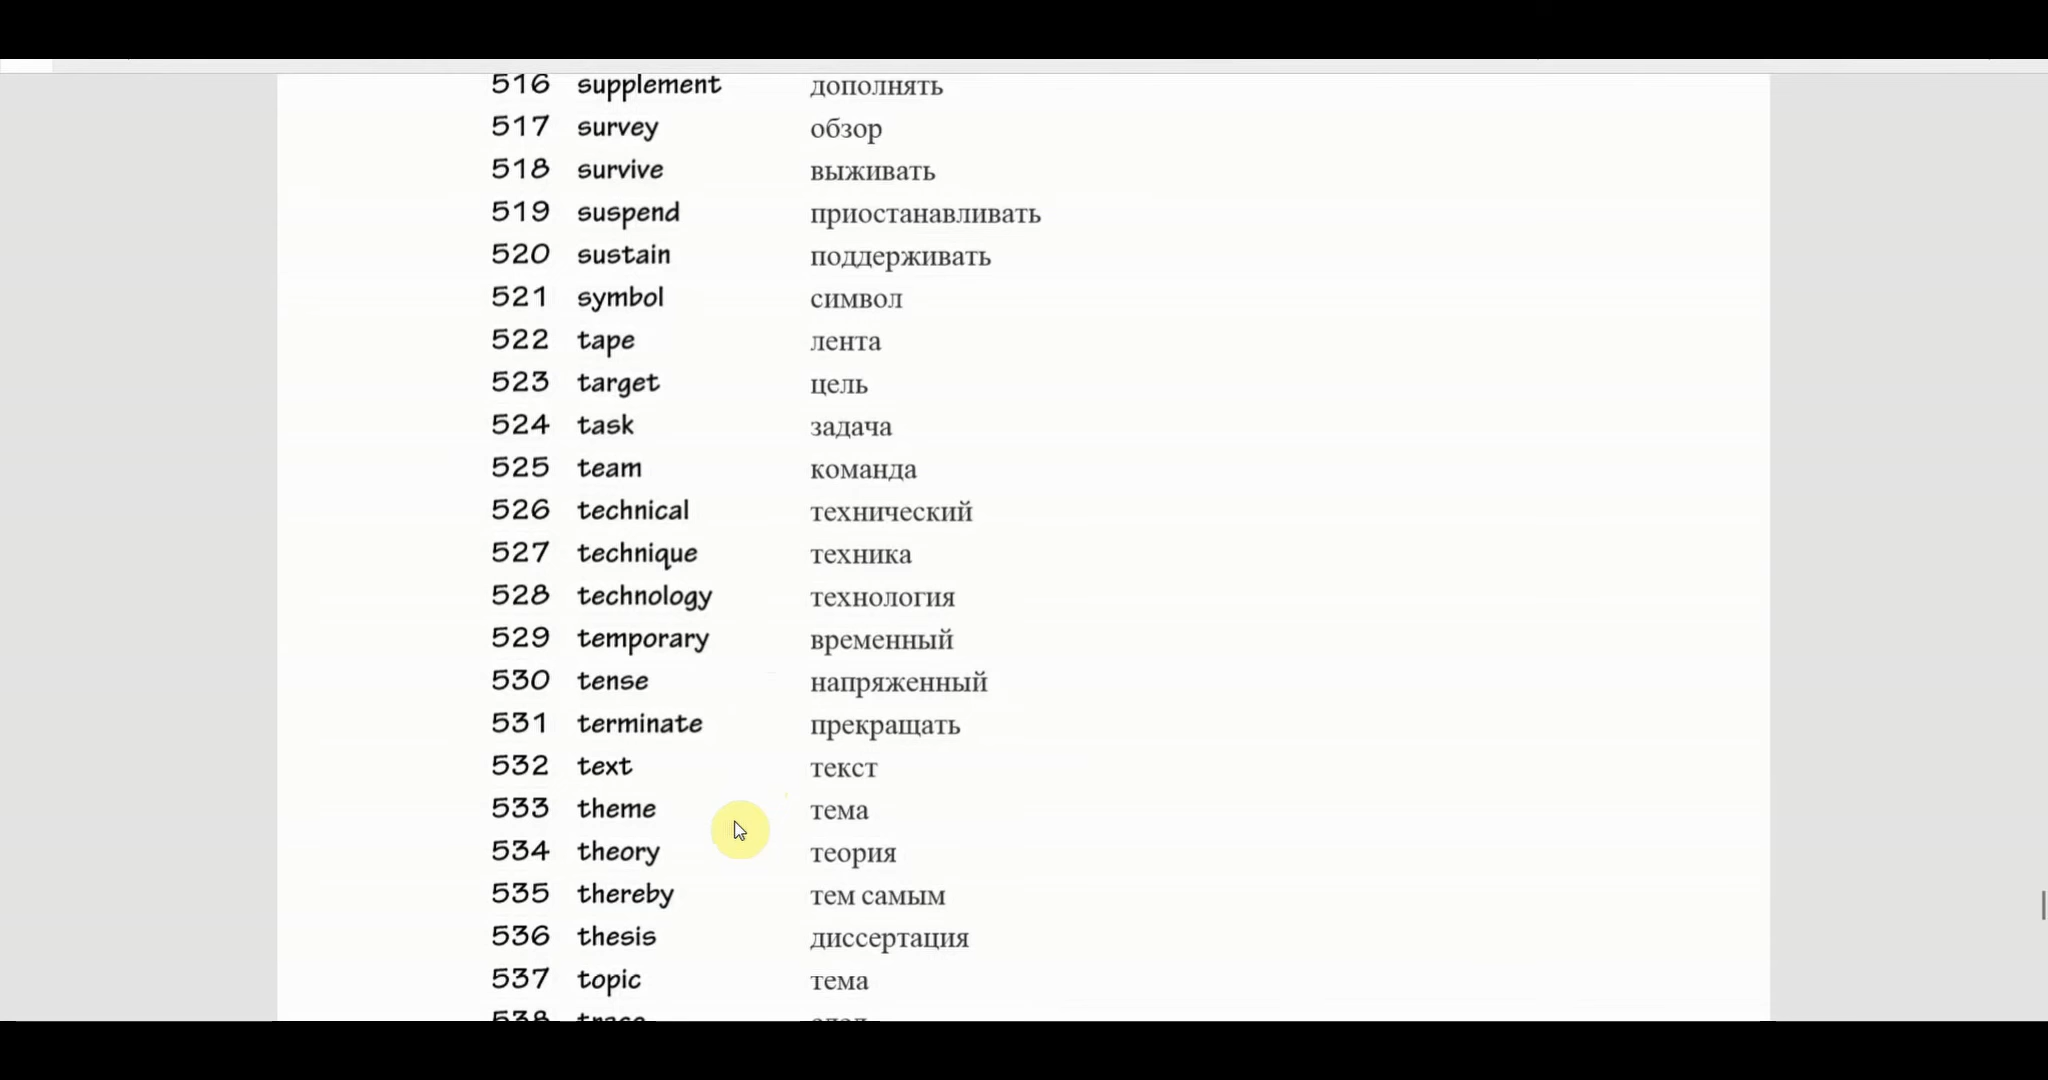 516 supplement дополнять
517 survey обзор
518 survive выживать
519 suspend приостанавливать
520 sustain поддерживать
521 symbol символ
522 tape лента
523 target цель
524 task задача
525 team команда
526 technical технический
527 technique техника
528 technology технология
529 temporary временный
530 tense напряженный
531 terminate прекращать
532 text текст
533 theme тема
534 theory теория
535 thereby тем самым
536 thesis диссертация
537 topic тема
538 trace след